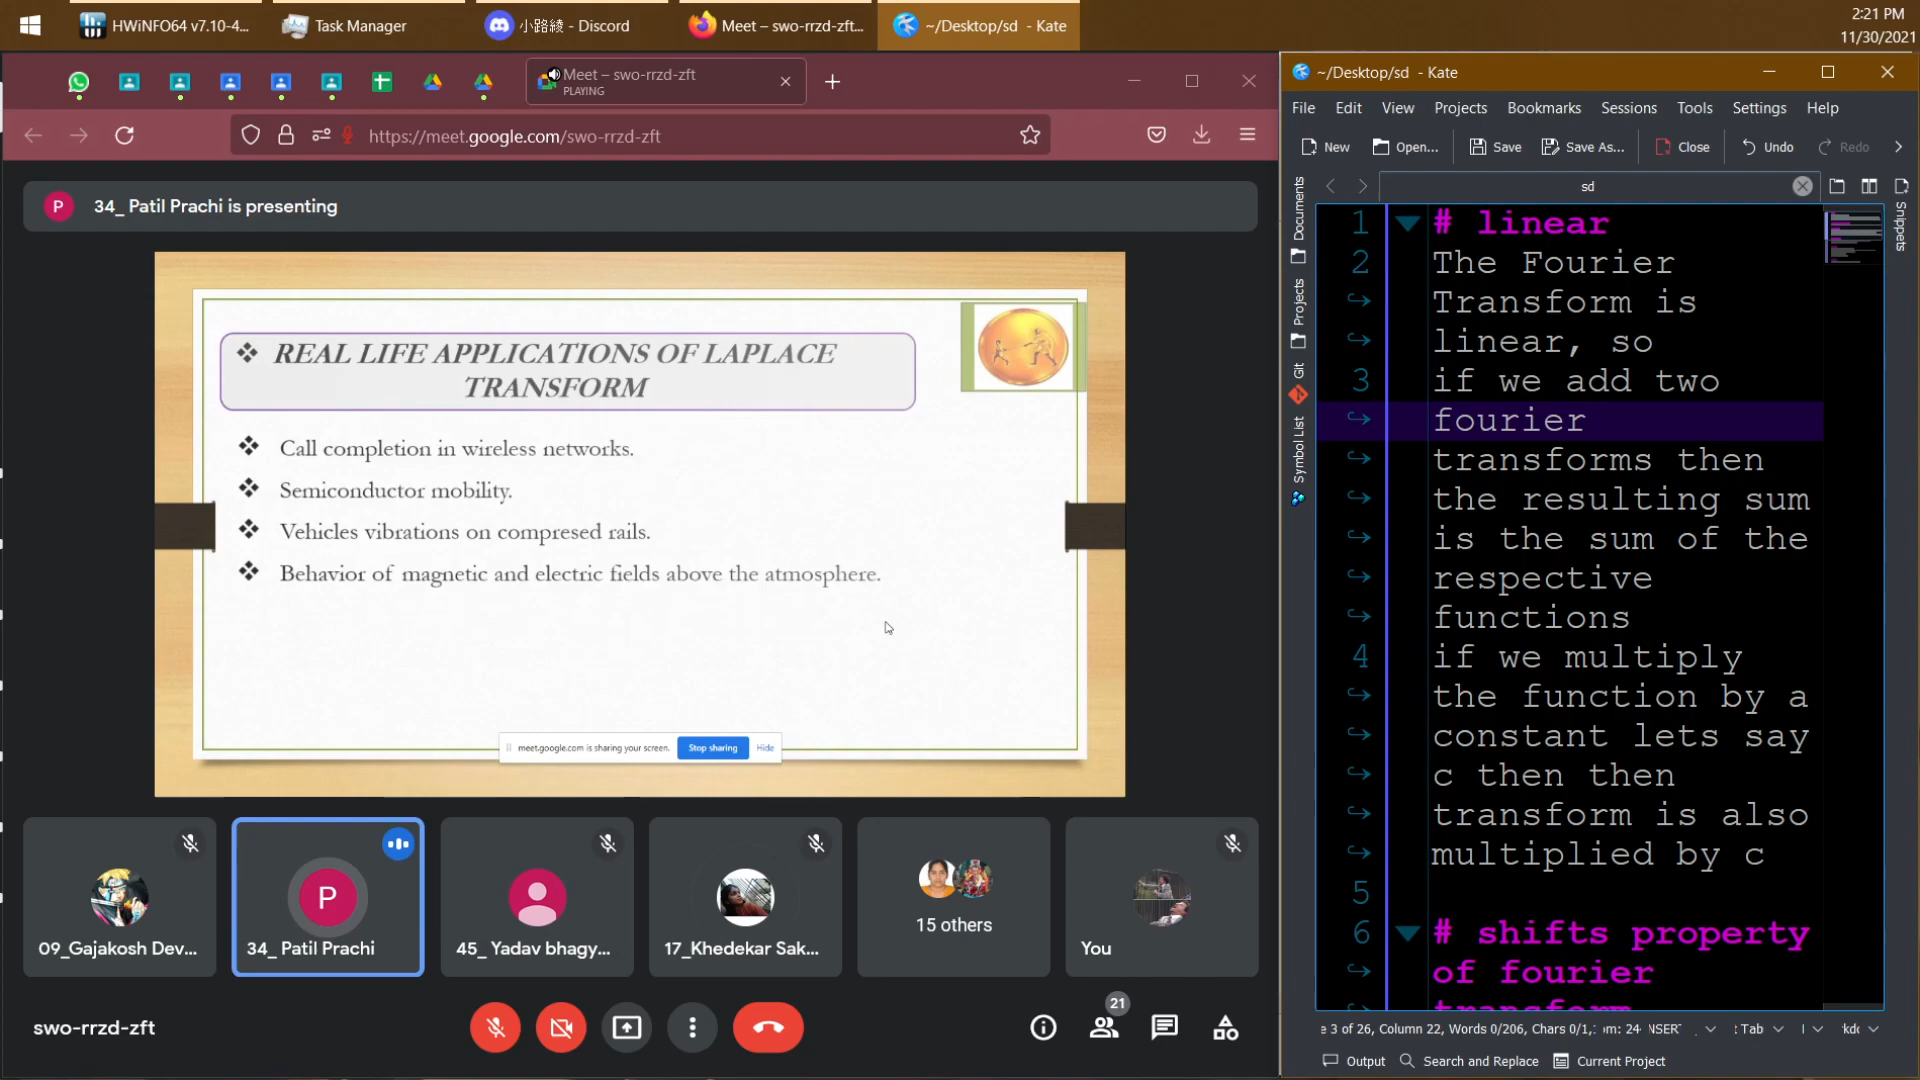 HWiNFO64 v7.10-4...
Task Manager
小路綾 - Discord
Meet – swo-rrzd-zft...
~/Desktop/sd - Kate
2:21 PM
11/30/2021
Meet – swo-rrzd-zft
PLAYING
https://meet.google.com/swo-rrzd-zft
P
34_ Patil Prachi is presenting
REAL LIFE APPLICATIONS OF LAPLACE
TRANSFORM
Call completion in wireless networks.
Semiconductor mobility.
Vehicles vibrations on compresed rails.
Behavior of magnetic and electric fields above the atmosphere.
meet.google.com is sharing your screen.
Stop sharing
Hide
09_Gajakosh Dev...
P
34_ Patil Prachi
45_ Yadav bhagy...
17_Khedekar Sak...
15 others
You
swo-rrzd-zft
21
~/Desktop/sd - Kate
File Edit View Projects Bookmarks Sessions Tools Settings Help
New Open... Save Save As... Close Undo Redo
sd
Documents
Projects
Git
Symbol List
Snippets
1 # linear
2 The Fourier
Transform is
linear, so
3 if we add two
fourier
transforms then
the resulting sum
is the sum of the
respective
functions
4 if we multiply
the function by a
constant lets say
c then then
transform is also
multiplied by c
5
6 # shifts property
of fourier
transform
e 3 of 26, Column 22, Words 0/206, Chars 0/1,
INSERT
Tab
Output Search and Replace Current Project